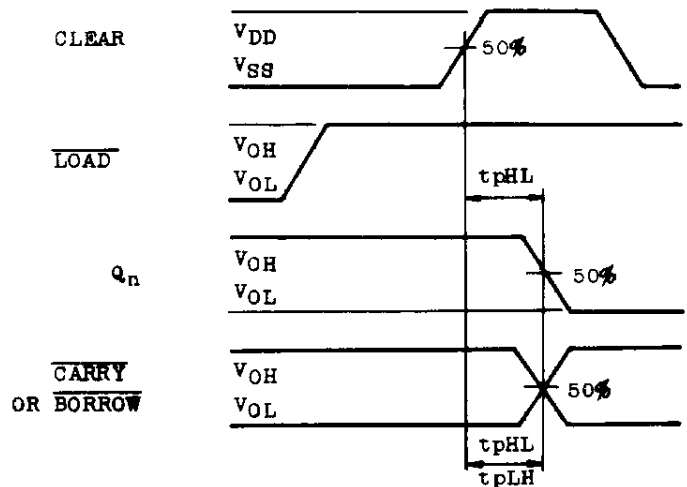 CLEAR
VDD
VSS
50%
LOAD
VOH
VOL
tpHL
Qn
VOH
VOL
50%
CARRY
OR BORROW
VOH
VOL
50%
tpHL
tpLH